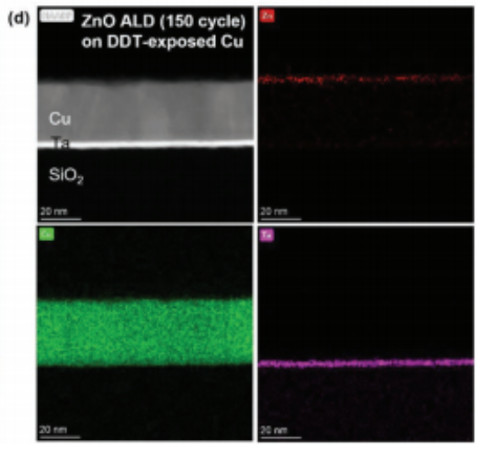 (d)
ZnO ALD (150 cycle)
on DDT-exposed Cu
Cu
Ta
SiO₂
20 nm
Zn
20 nm
Cu
20 nm
Ta
20 nm